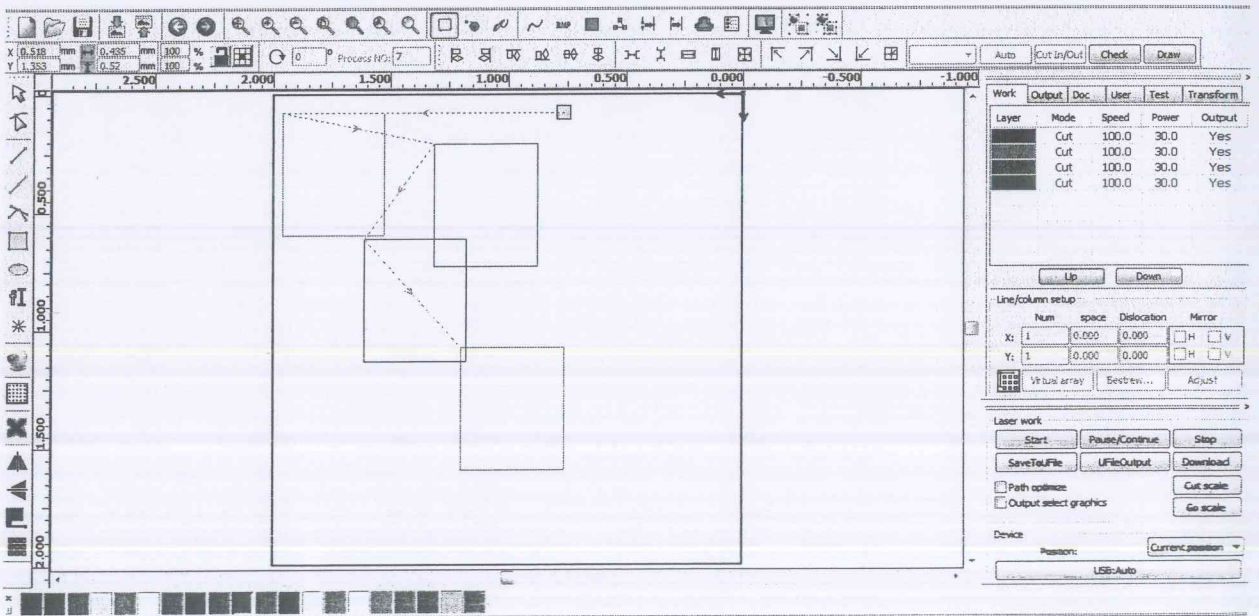 BMP
X 0.518 mm 0.435 mm 100 %
Y 1.353 mm 0.52 mm 100 %
0 ° Process NO: 7
Auto Cut In/Out Check Draw
2.500 2.000 1.500 1.000 0.500 0.000 -0.500 -1.000
0
0.500
1.000
1.500
2.000
Work Output Doc User Test Transform
Layer Mode Speed Power Output
Cut 100.0 30.0 Yes
Cut 100.0 30.0 Yes
Cut 100.0 30.0 Yes
Cut 100.0 30.0 Yes
Up Down
Line/column setup
Num space Dislocation Mirror
X: 1 0.000 0.000 H V
Y: 1 0.000 0.000 H V
Virtual array Bestrew... Adjust
Laser work
Start Pause/Continue Stop
SaveToUFile UFileOutput Download
Path optimize Cut scale
Output select graphics Go scale
Device
Position: Current position
USB:Auto